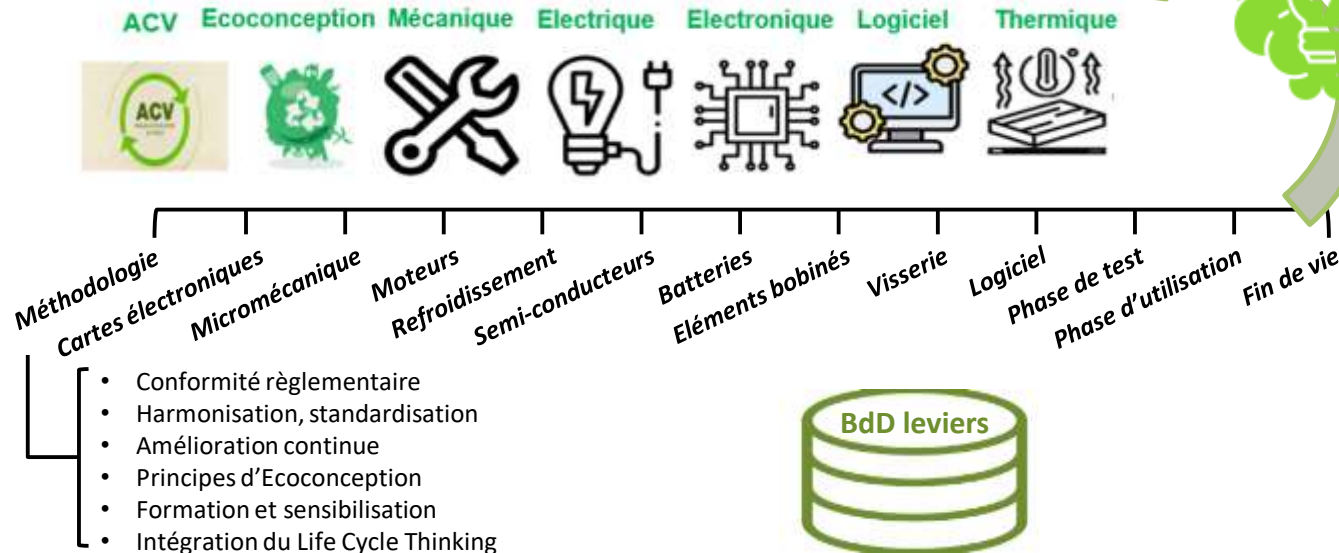 ACV Ecoconception Mécanique Electrique Electronique Logiciel Thermique
ACV
</>
Méthodologie
Cartes électroniques
Micromécanique
Moteurs
Refroidissement
Semi-conducteurs
Batteries
Eléments bobinés
Visserie
Logiciel
Phase de test
Phase d'utilisation
Fin de vie
• Conformité règlementaire
• Harmonisation, standardisation
• Amélioration continue
• Principes d'Ecoconception
• Formation et sensibilisation
• Intégration du Life Cycle Thinking
BdD leviers